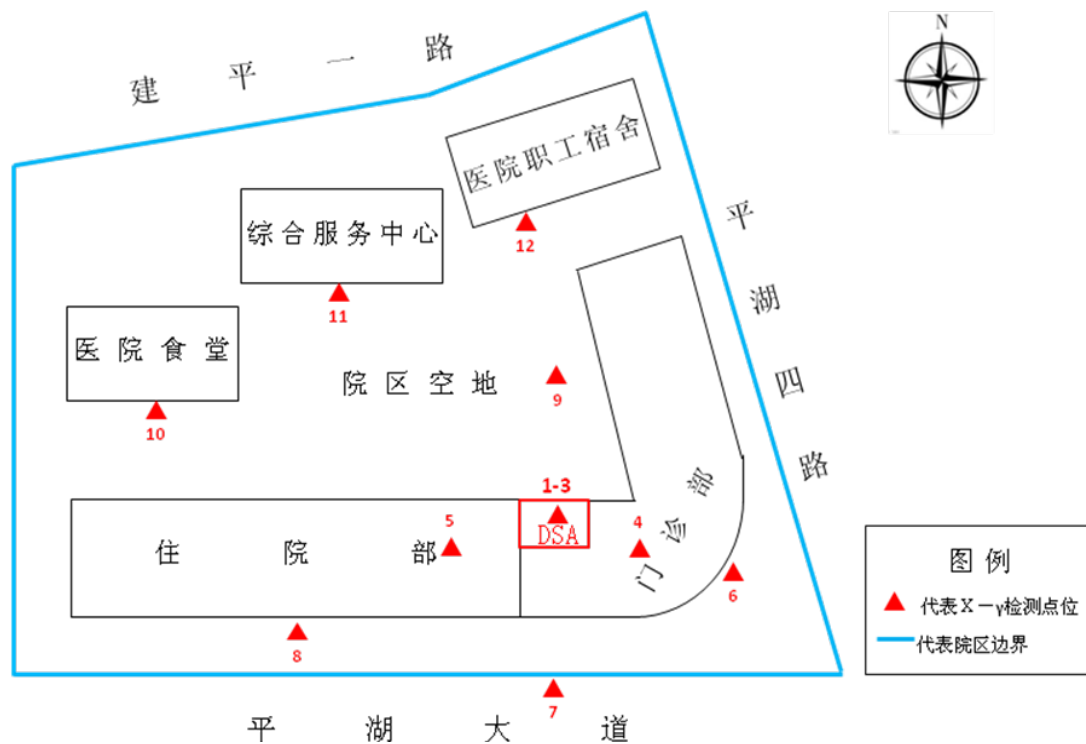 N
建平一路
医院职工宿舍
12
综合服务中心
11
平湖四路
医院食堂
10
院区空地
9
1-3
DSA
住院部
5
4
门诊部
6
8
7
平湖大道
图例
代表X－γ检测点位
代表院区边界